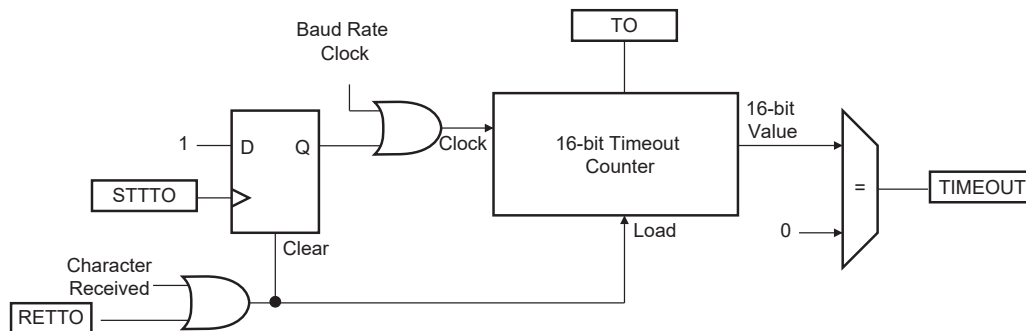 TO
Baud Rate
Clock
16-bit
Value
1
D
Q
Clock
16-bit Timeout
Counter
STTTO
=
TIMEOUT
Clear
Load
0
Character
Received
RETTO